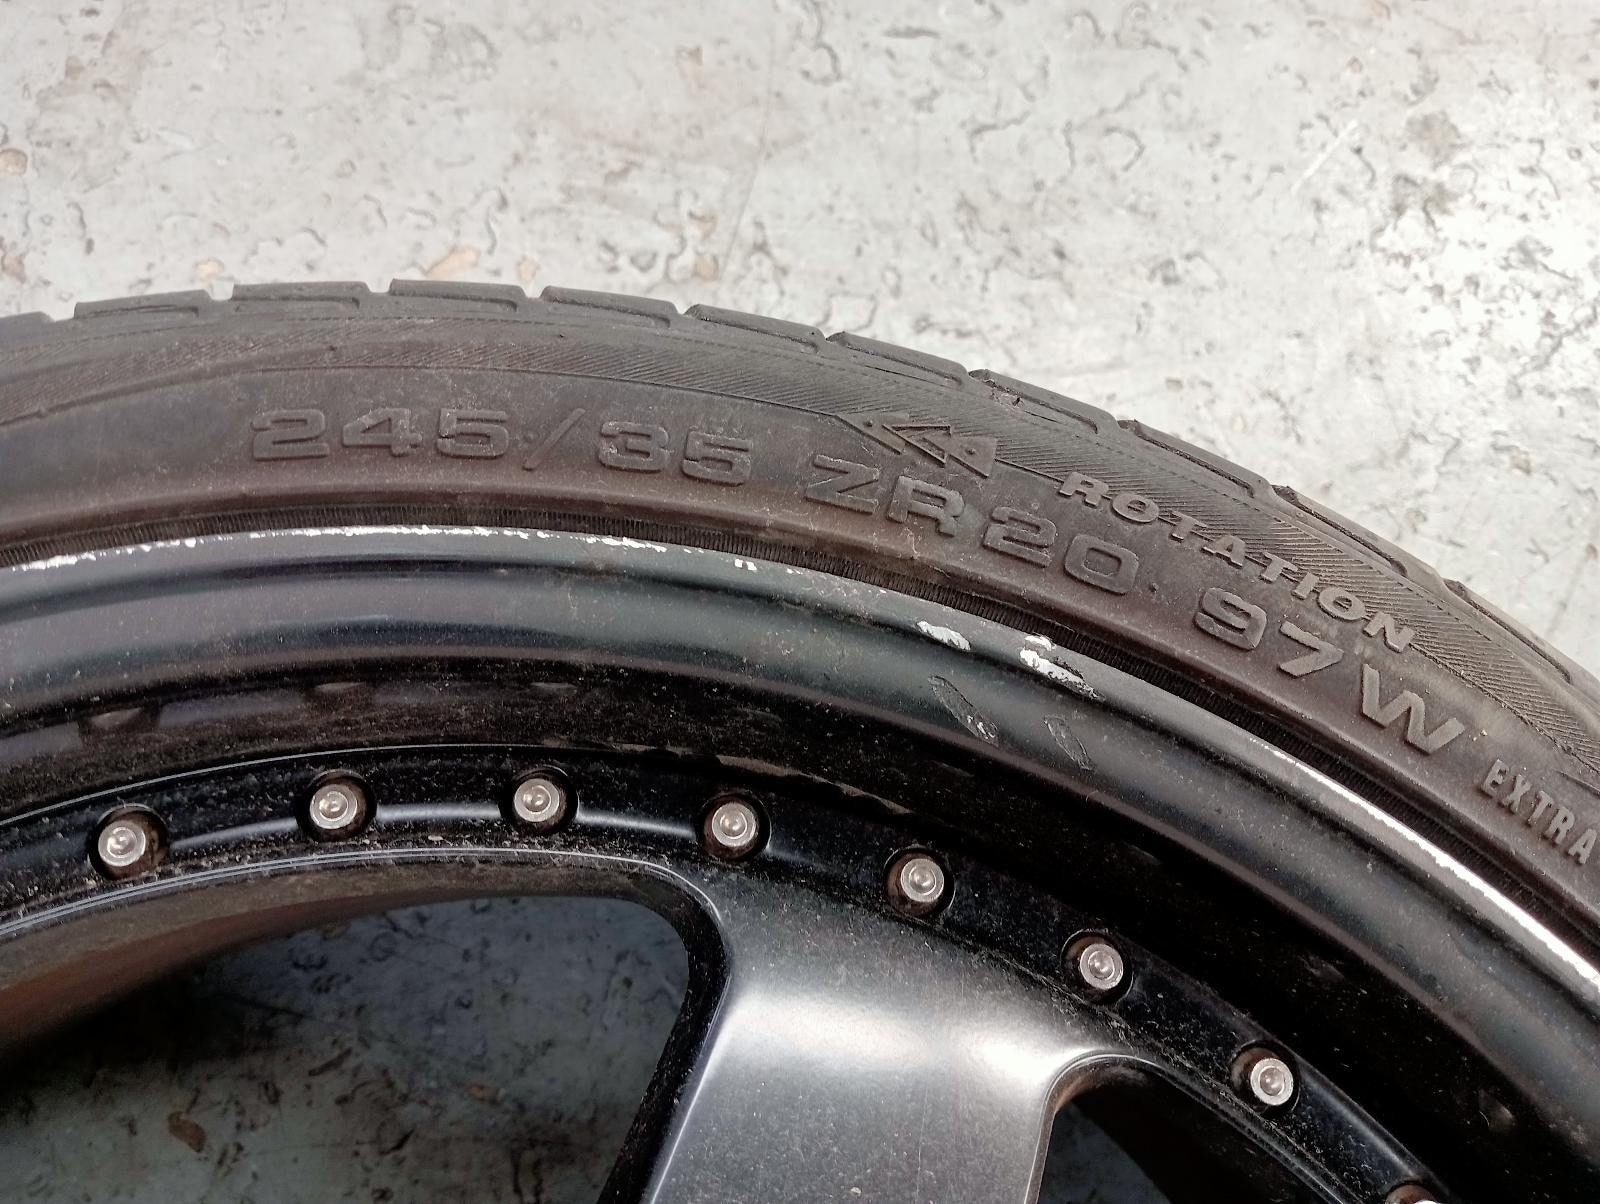 245/35 ZR20 97W EXTRA
ROTATION